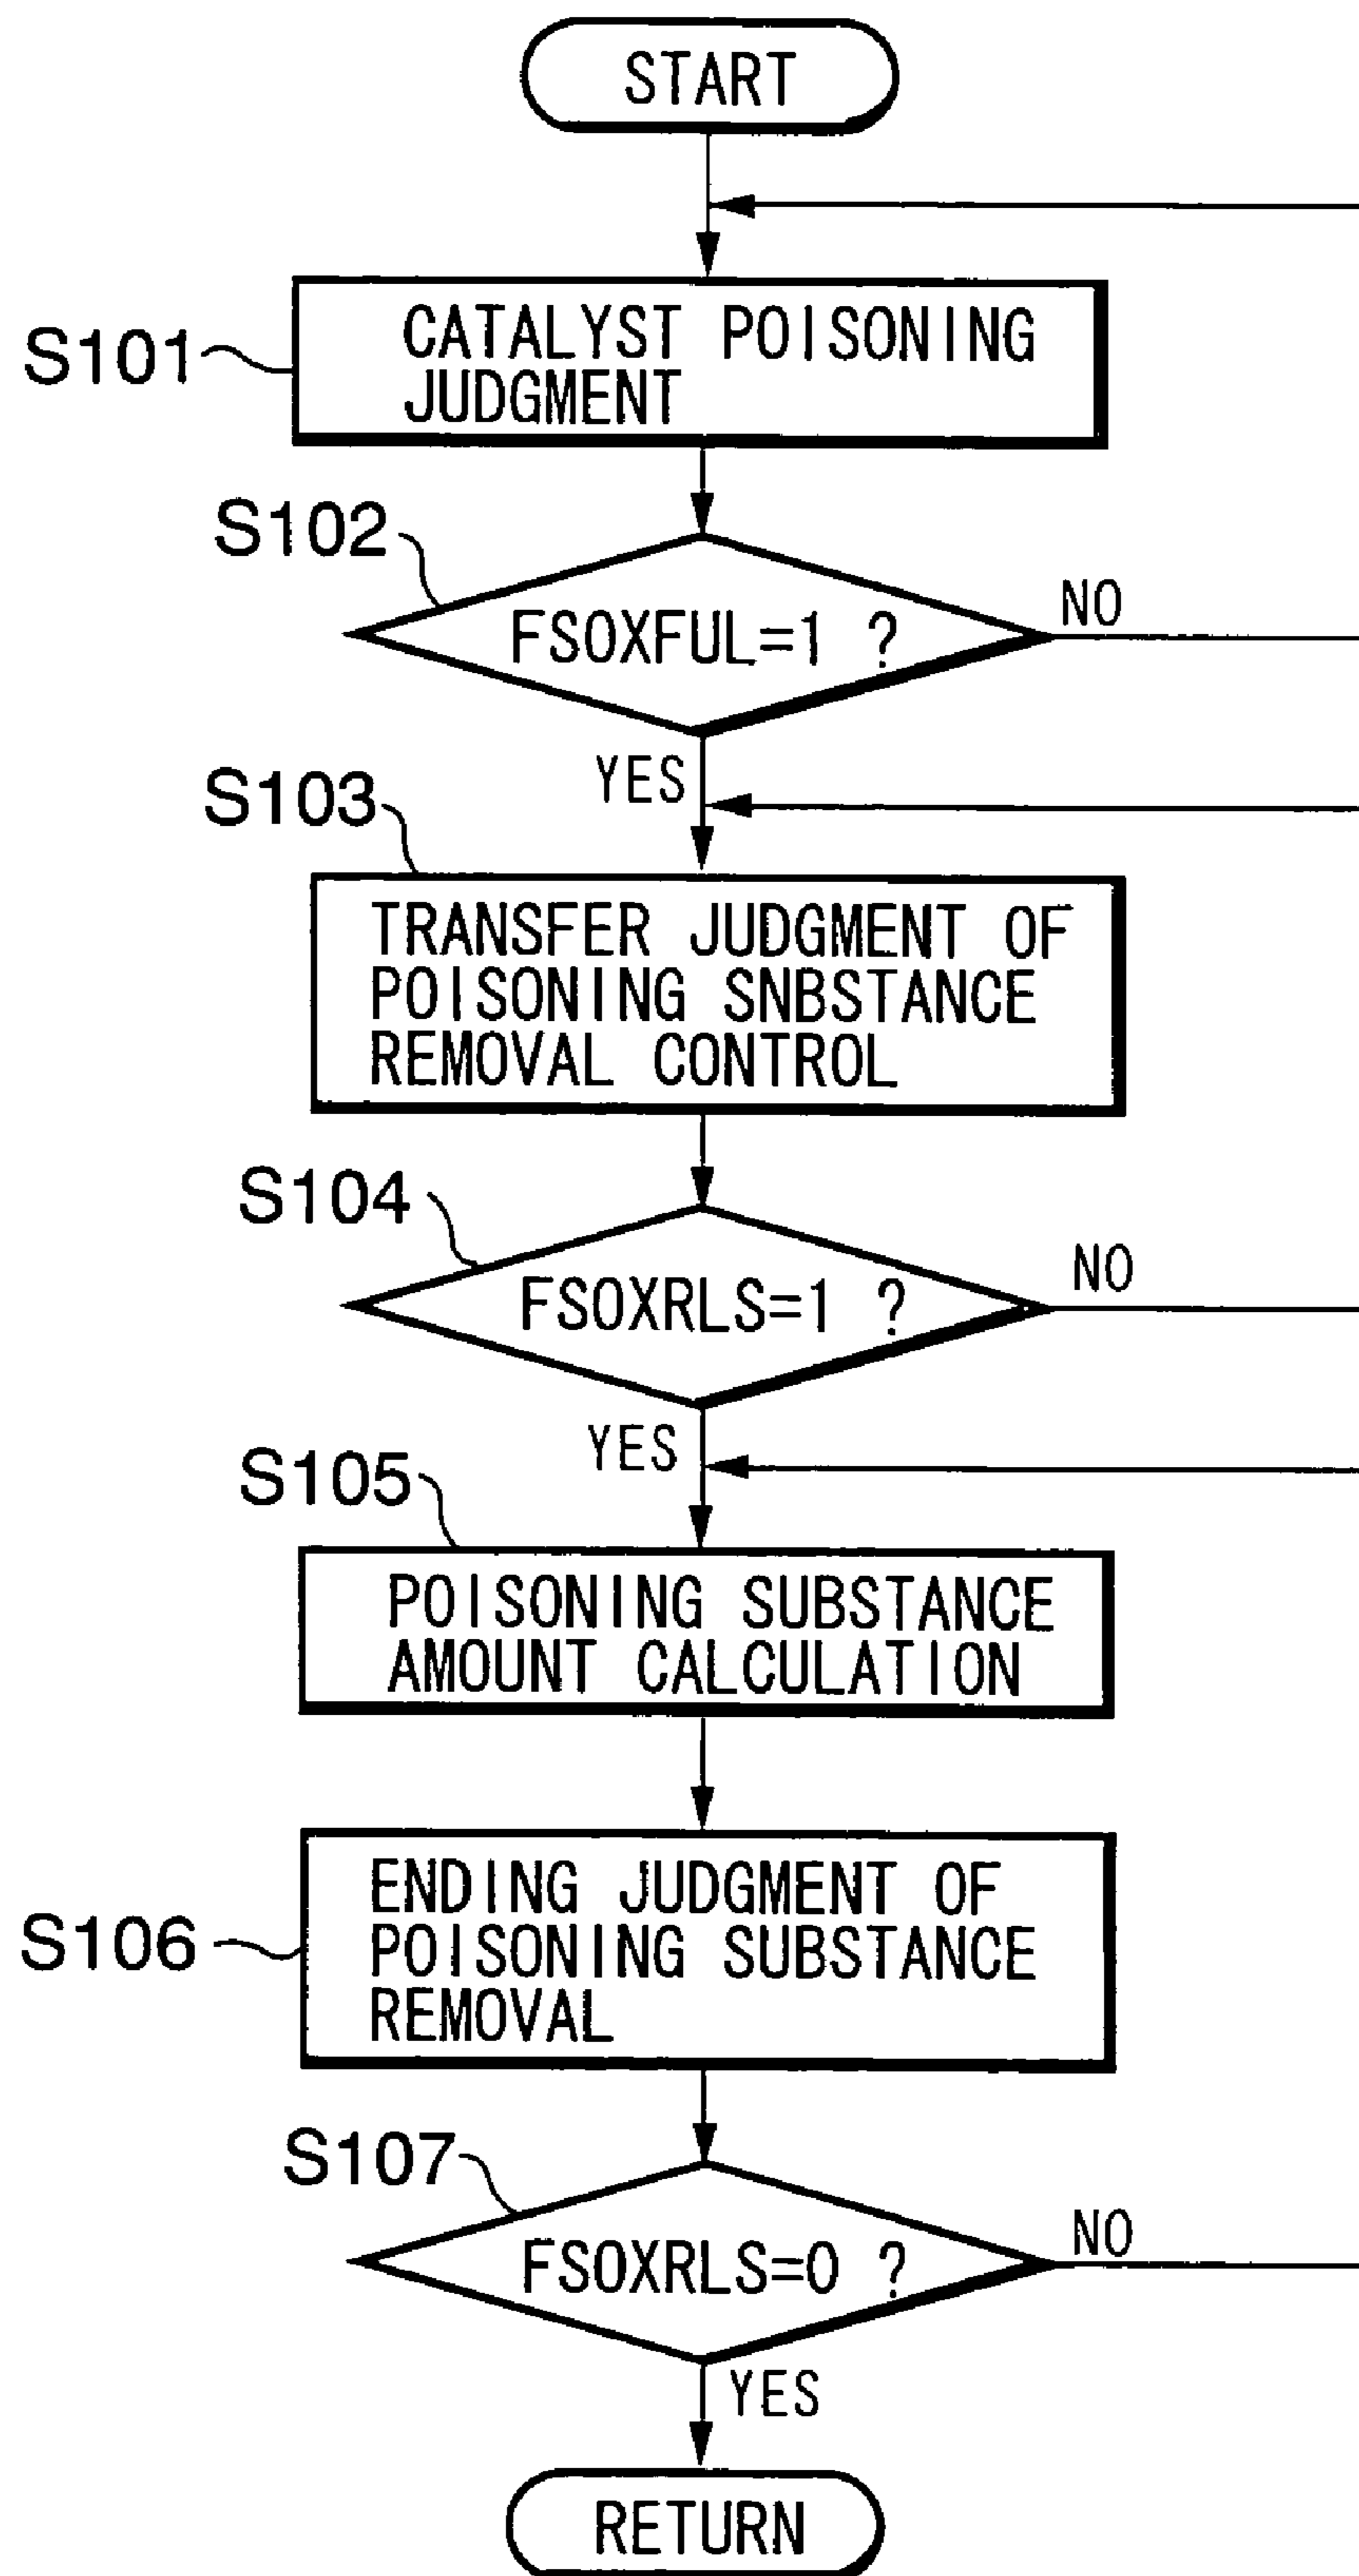 START
S101
CATALYST POISONING
JUDGMENT
S102
FSOXFUL=1 ?
NO
YES
S103
TRANSFER JUDGMENT OF
POISONING SNBSTANCE
REMOVAL CONTROL
S104
FSOXRLS=1 ?
NO
YES
S105
POISONING SUBSTANCE
AMOUNT CALCULATION
S106
ENDING JUDGMENT OF
POISONING SUBSTANCE
REMOVAL
S107
FSOXRLS=0 ?
NO
YES
RETURN